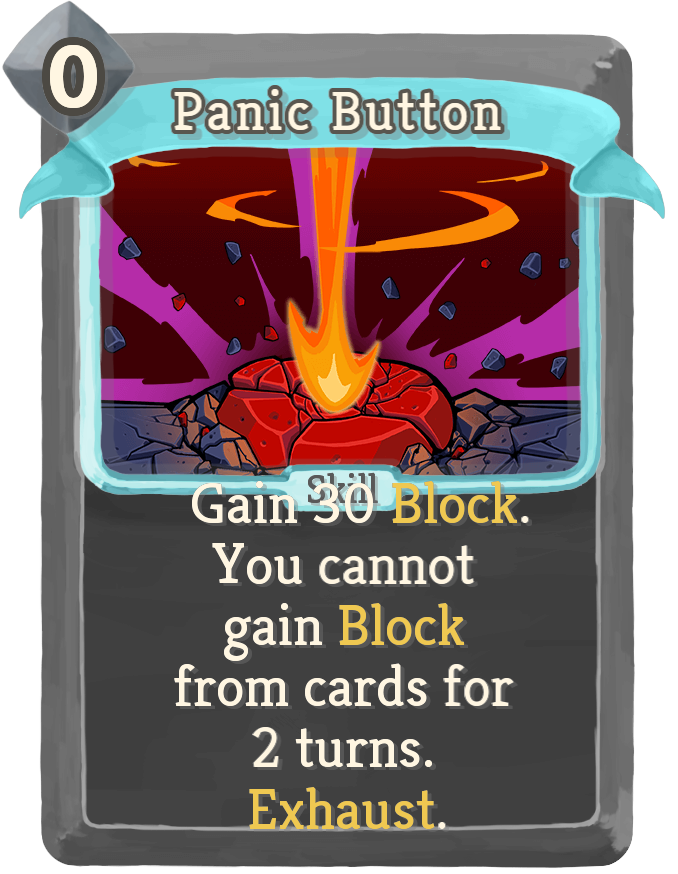 0
Panic Button
Skill
Gain 30 Block.
You cannot
gain Block
from cards for
2 turns.
Exhaust.